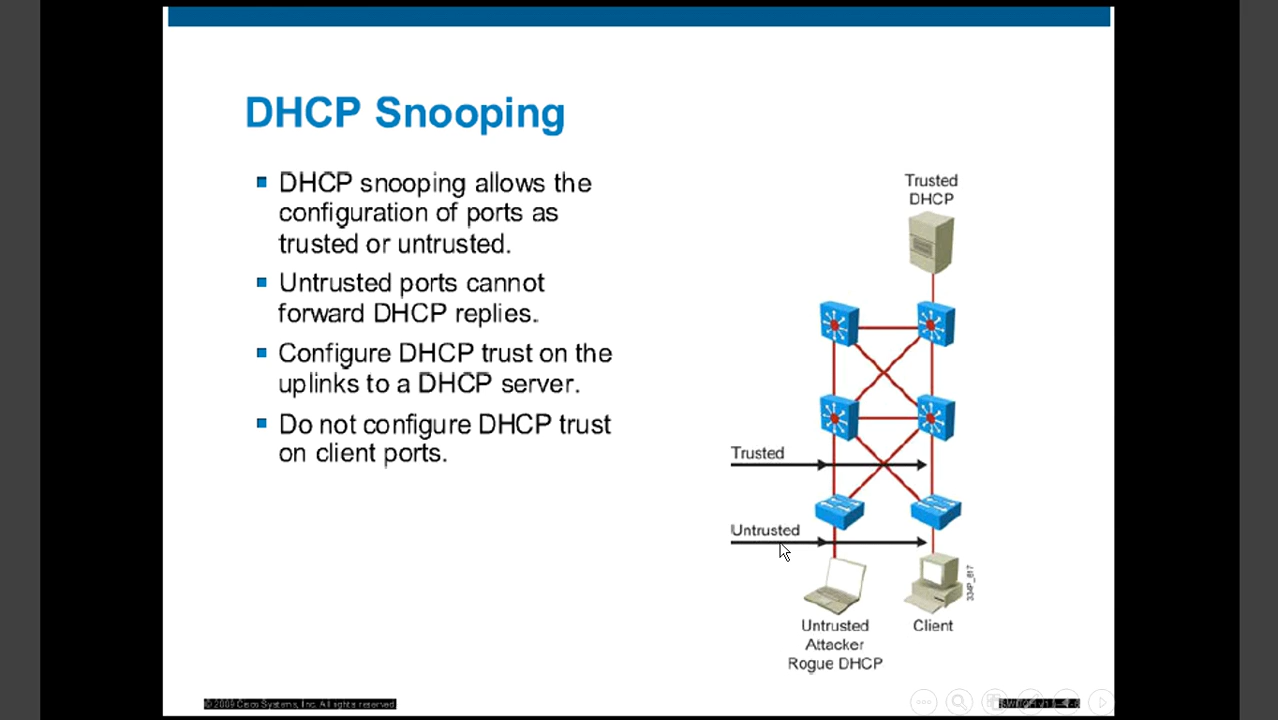 DHCP Snooping
DHCP snooping allows the
configuration of ports as
trusted or untrusted.
Untrusted ports cannot
forward DHCP replies.
Configure DHCP trust on the
uplinks to a DHCP server.
Do not configure DHCP trust
on client ports.
Trusted
DHCP
Trusted
Untrusted
334P_617
Untrusted
Attacker
Rogue DHCP
Client
© 2009 Cisco Systems, Inc. All rights reserved.